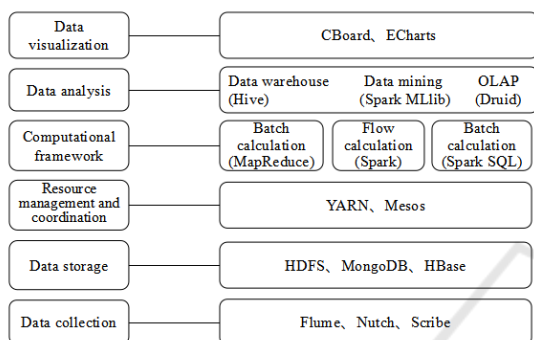 Data
visualization
CBoard、ECharts
Data analysis
Data warehouse
(Hive)
Data mining
(Spark MLlib)
OLAP
(Druid)
Computational
framework
Batch
calculation
(MapReduce)
Flow
calculation
(Spark)
Batch
calculation
(Spark SQL)
Resource
management and
coordination
YARN、Mesos
Data storage
HDFS、MongoDB、HBase
Data collection
Flume、Nutch、Scribe